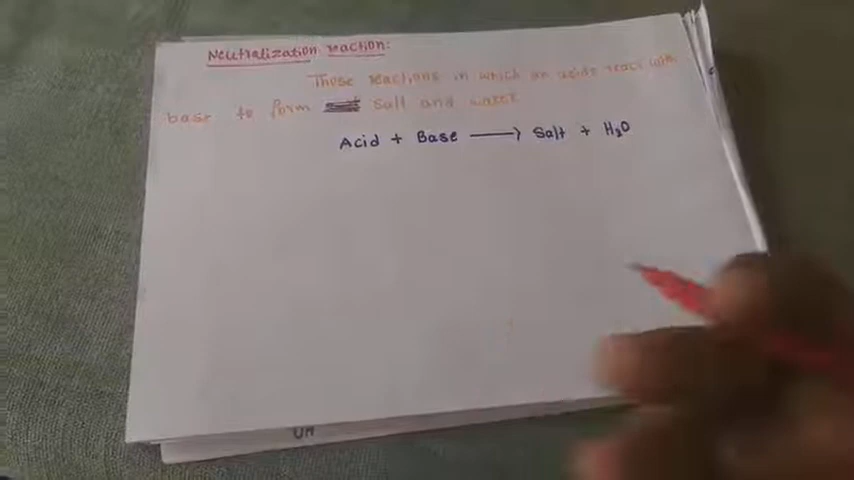 Neutralization reaction:
Those reactions in which an acids react with
base to form Salt and water
Acid + Base ⟶ Salt + H₂O